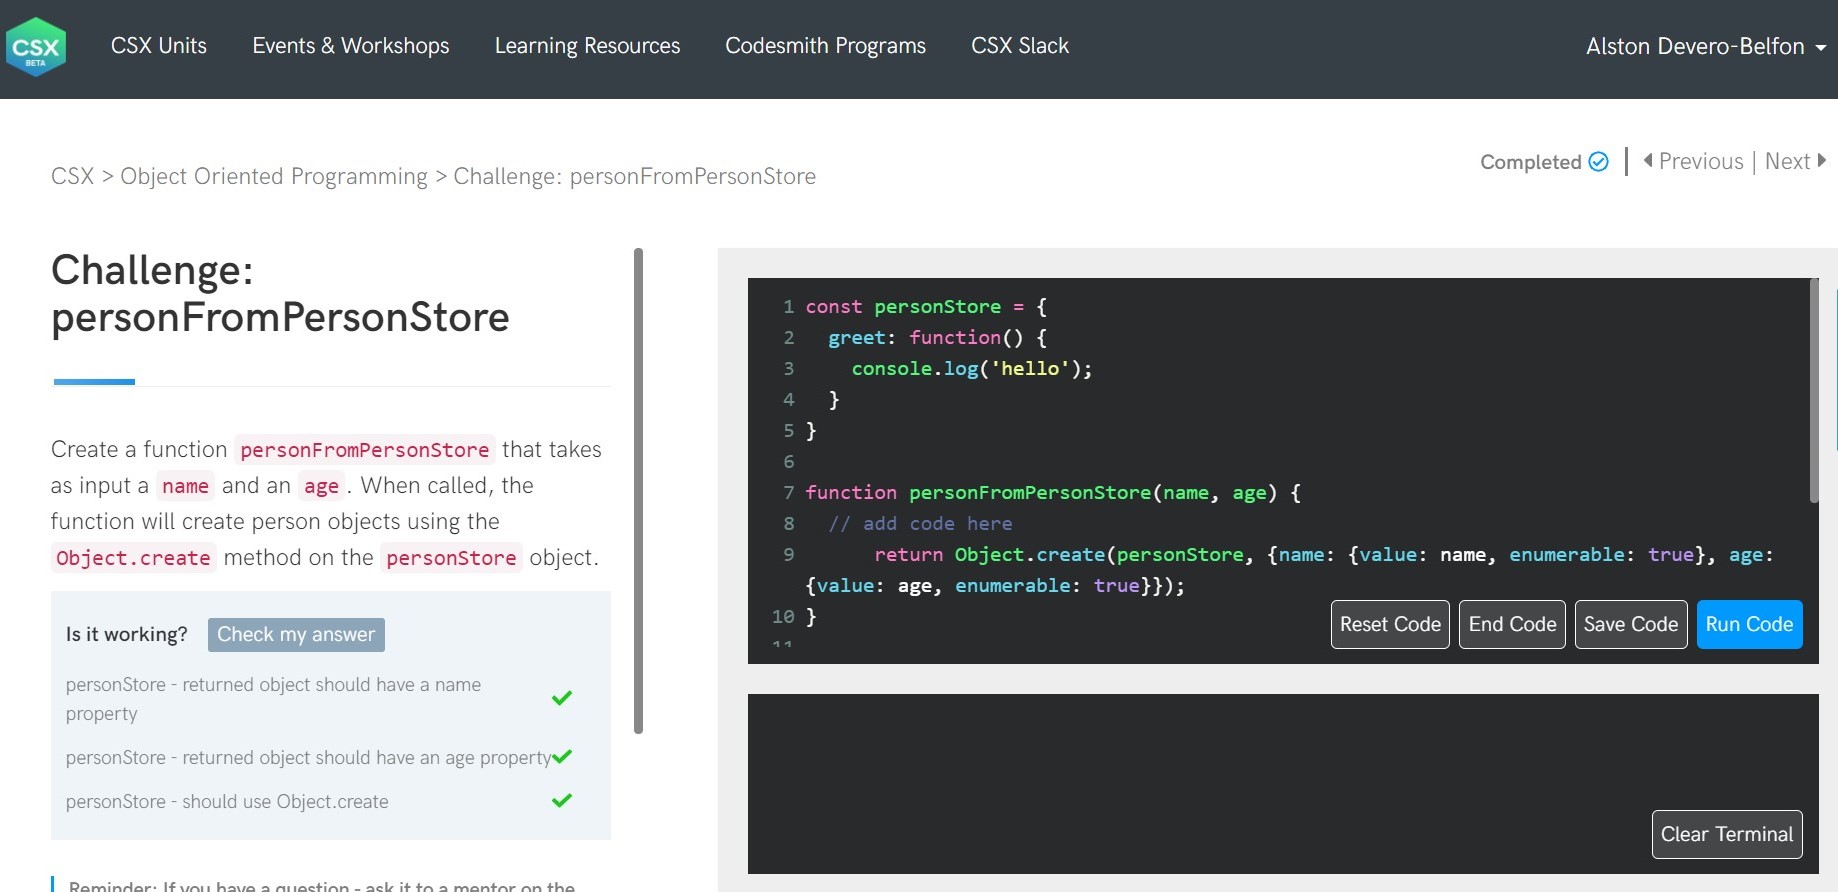 CSX
BETA
CSX Units
Events & Workshops
Learning Resources
Codesmith Programs
CSX Slack
Alston Devero-Belfon
CSX > Object Oriented Programming > Challenge: personFromPersonStore
Completed
Previous | Next
Challenge:
personFromPersonStore
Create a function personFromPersonStore that takes
as input a name and an age. When called, the
function will create person objects using the
Object.create method on the personStore object.
Is it working? Check my answer
personStore - returned object should have a name
property
personStore - returned object should have an age property
personStore - should use Object.create
Reminder: If you have a question - ask it to a mentor on the
1 const personStore = {
2   greet: function() {
3     console.log('hello');
4   }
5 }
6
7 function personFromPersonStore(name, age) {
8   // add code here
9       return Object.create(personStore, {name: {value: name, enumerable: true}, age:
{value: age, enumerable: true}});
10 }
11
Reset Code
End Code
Save Code
Run Code
Clear Terminal